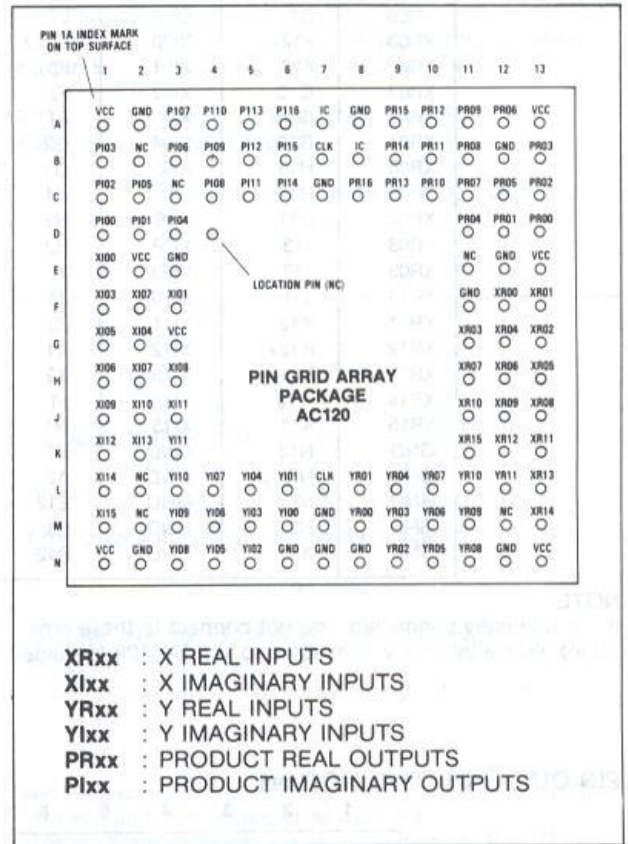 PIN 1A INDEX MARK
ON TOP SURFACE
1 2 3 4 5 6 7 8 9 10 11 12 13
A VCC GND PI07 PI10 PI13 PI16 IC GND PR15 PR12 PR09 PR06 VCC
B PI03 NC PI06 PI09 PI12 PI15 CLK IC PR14 PR11 PR08 GND PR03
C PI02 PI05 NC PI08 PI11 PI14 GND PR16 PR13 PR10 PR07 PR05 PR02
D PI00 PI01 PI04 PR04 PR01 PR00
E XI00 VCC GND NC GND VCC
LOCATION PIN (NC)
F XI03 XI07 XI01 GND XR00 XR01
G XI05 XI04 VCC XR03 XR04 XR02
H XI06 XI07 XI08 XR07 XR06 XR05
PIN GRID ARRAY
PACKAGE
AC120
J XI09 XI10 XI11 XR10 XR09 XR08
K XI12 XI13 YI11 XR15 XR12 XR11
L XI14 NC YI10 YI07 YI04 YI01 CLK YR01 YR04 YR07 YR10 YR11 XR13
M XI15 NC YI09 YI06 YI03 YI00 GND YR00 YR03 YR06 YR09 NC XR14
N VCC GND YI08 YI05 YI02 GND GND GND YR02 YR05 YR08 GND VCC
XRxx : X REAL INPUTS
XIxx : X IMAGINARY INPUTS
YRxx : Y REAL INPUTS
YIxx : Y IMAGINARY INPUTS
PRxx : PRODUCT REAL OUTPUTS
PIxx : PRODUCT IMAGINARY OUTPUTS